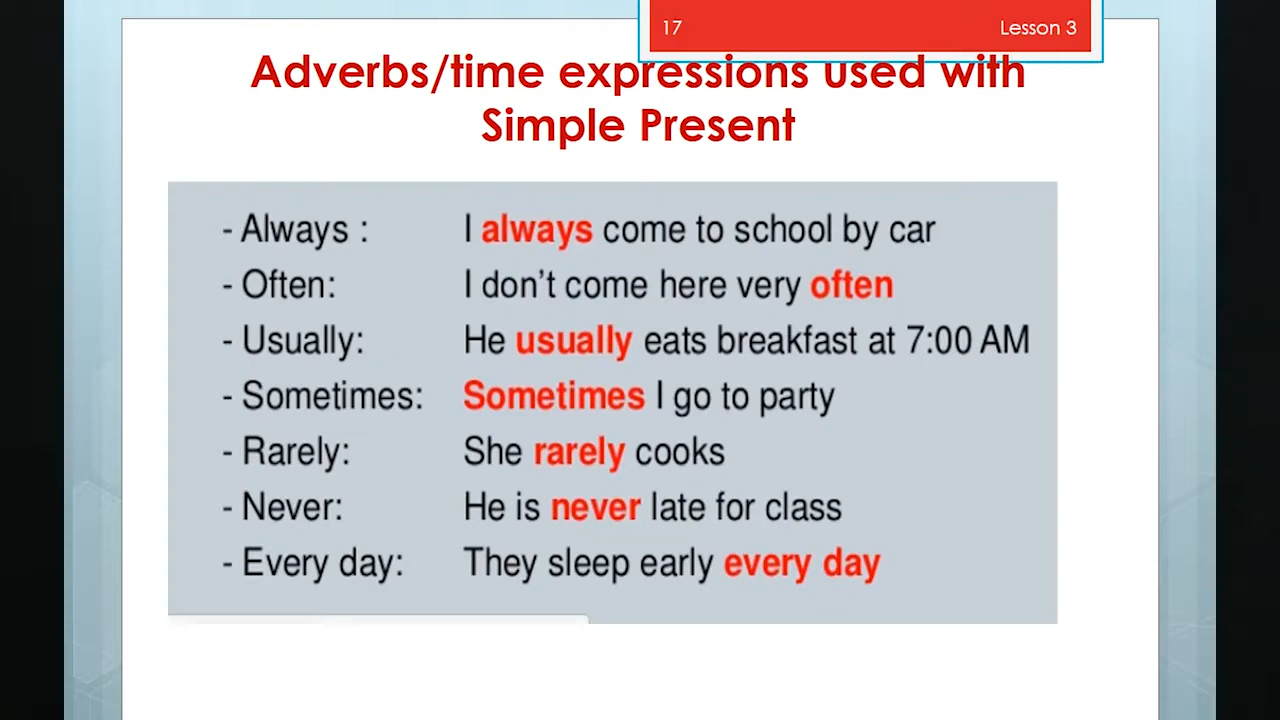 17 Lesson 3
Adverbs/time expressions used with
Simple Present
- Always : I always come to school by car
- Often: I don't come here very often
- Usually: He usually eats breakfast at 7:00 AM
- Sometimes: Sometimes I go to party
- Rarely: She rarely cooks
- Never: He is never late for class
- Every day: They sleep early every day